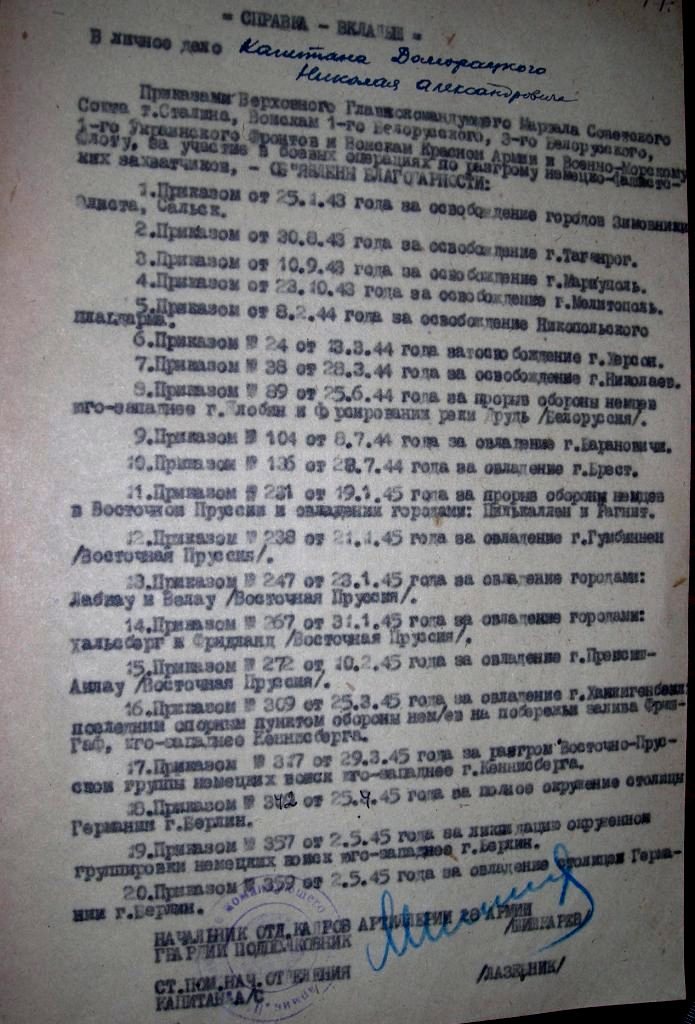 = СПРАВКА - ВКЛАДЫШ =
В личное дело Капитана Доморацкого
Николая Александровича
Приказами Верховного Главнокомандующего Маршала Советского
Союза т.Сталина, Войскам 1-го Белорусского, 3-го Белорусского,
1-го Украинского Фронтов и Войскам Красной Армии и Военно-Морскому
Флоту, за участие в боевых операциях по разгрому немецко-фашистс-
ких захватчиков, - ОБ"ЯВЛЕНЫ БЛАГОДАРНОСТИ:
1.Приказом от 25.1.43 года за освобождение городов Зимовники
Элиста, Сальск.
2.Приказом от 30.8.43 года за освобождение г.Таганрог.
3.Приказом от 10.9.43 года за освобождение г.Мариуполь.
4.Приказом от 23.10.43 года за освобождение г.Мелитополь.
5.Приказом от 8.2.44 года за освобождение Никопольского
плацдарма.
6.Приказом № 24 от 13.3.44 года за освобождение г.Херсон.
7.Приказом № 38 от 28.3.44 года за освобождение г.Николаев.
8.Приказом № 89 от 25.6.44 года за прорыв обороны немцев
юго-западнее г.Жлобин и форсировании реки Друдь /Белоруссия/.
9.Приказом № 104 от 8.7.44 года за овладение г.Барановичи.
10.Приказом № 136 от 28.7.44 года за овладение г.Брест.
11.Приказом № 231 от 19.1.45 года за прорыв обороны немцев
в Восточной Пруссии и овладении городами: Пилькаллен и Рагнит.
12.Приказом № 238 от 21.1.45 года за овладение г.Гумбиннен
/Восточная Пруссия/.
13.Приказом № 247 от 23.1.45 года за овладение городами:
Лабиау и Велау /Восточная Пруссия/.
14.Приказом № 267 от 31.1.45 года за овладение городами:
хальсберг и Фридланд /Восточная Пруссия/.
15.Приказом № 272 от 10.2.45 года за овладение г.Прейсиш-
Айлау /Восточная Пруссия/.
16.Приказом № 309 от 25.3.45 года за овладение г.
последним опорным пунктом обороны немцев на побережьи залива Фриш-
Гаф, юго-западнее Кеннисберга.
17.Приказом № 317 от 29.3.45 года за разгром Восточно-Прус-
ской группы немецких войск юго-западнее г.Кеннисберга.
18.Приказом № 342 от 25.4.45 года за полное окружение столицы
Германии г.Берлин.
19.Приказом № 357 от 2.5.45 года за ликвидацию окруженной
группировки немецких войск юго-западнее г.Берлин.
20.Приказом № 359 от 2.5.45 года за овладение столицей Герма-
нии г.Берлин.
НАЧАЛЬНИК ОТД.КАДРОВ АРТИЛЛЕРИИ 28 АРМИИ
ГВАРДИИ ПОДПОЛКОВНИК /ШИШКАРЕВ/
СТ.ПОМ.НАЧ.ОТДЕЛЕНИЯ
КАПИТАН А/С /ЛАЗЕБНИК/